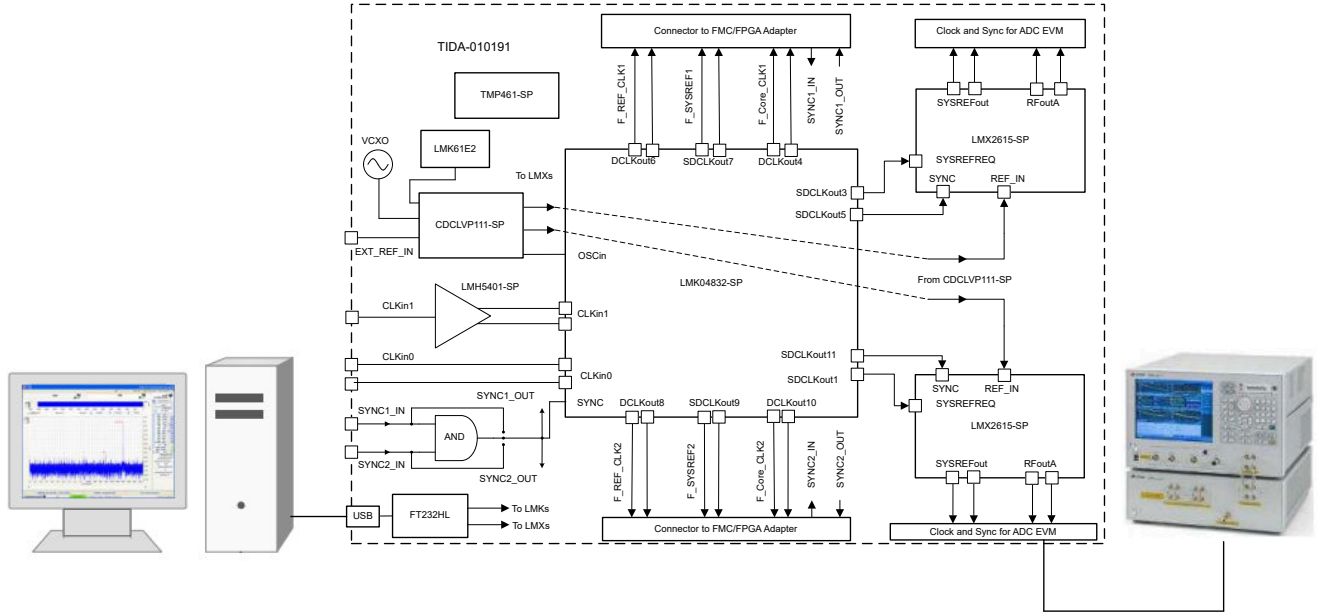 Connector to FMC/FPGA Adapter
Clock and Sync for ADC EVM
TIDA-010191
TMP461-SP
F_REF_CLK1
F_SYSREF1
F_Core_CLK1
SYNC1_IN
SYNC1_OUT
SYSREFout
RFoutA
LMX2615-SP
SYSREFREQ
SYNC
REF_IN
VCXO
LMK61E2
To LMXs
DCLKout6
SDCLKout7
DCLKout4
SDCLKout3
SDCLKout5
CDCLVP111-SP
EXT_REF_IN
OSCin
LMK04832-SP
From CDCLVP111-SP
LMH5401-SP
CLKin1
CLKin1
CLKin0
CLKin0
SDCLKout11
SDCLKout1
SYNC
REF_IN
SYSREFREQ
LMX2615-SP
SYNC1_OUT
SYNC
SYNC1_IN
AND
SYNC2_IN
SYNC2_OUT
DCLKout8
SDCLKout9
DCLKout10
F_REF_CLK2
F_SYSREF2
F_Core_CLK2
SYNC2_IN
SYNC2_OUT
SYSREFout
RFoutA
USB
FT232HL
To LMKs
To LMXs
Connector to FMC/FPGA Adapter
Clock and Sync for ADC EVM